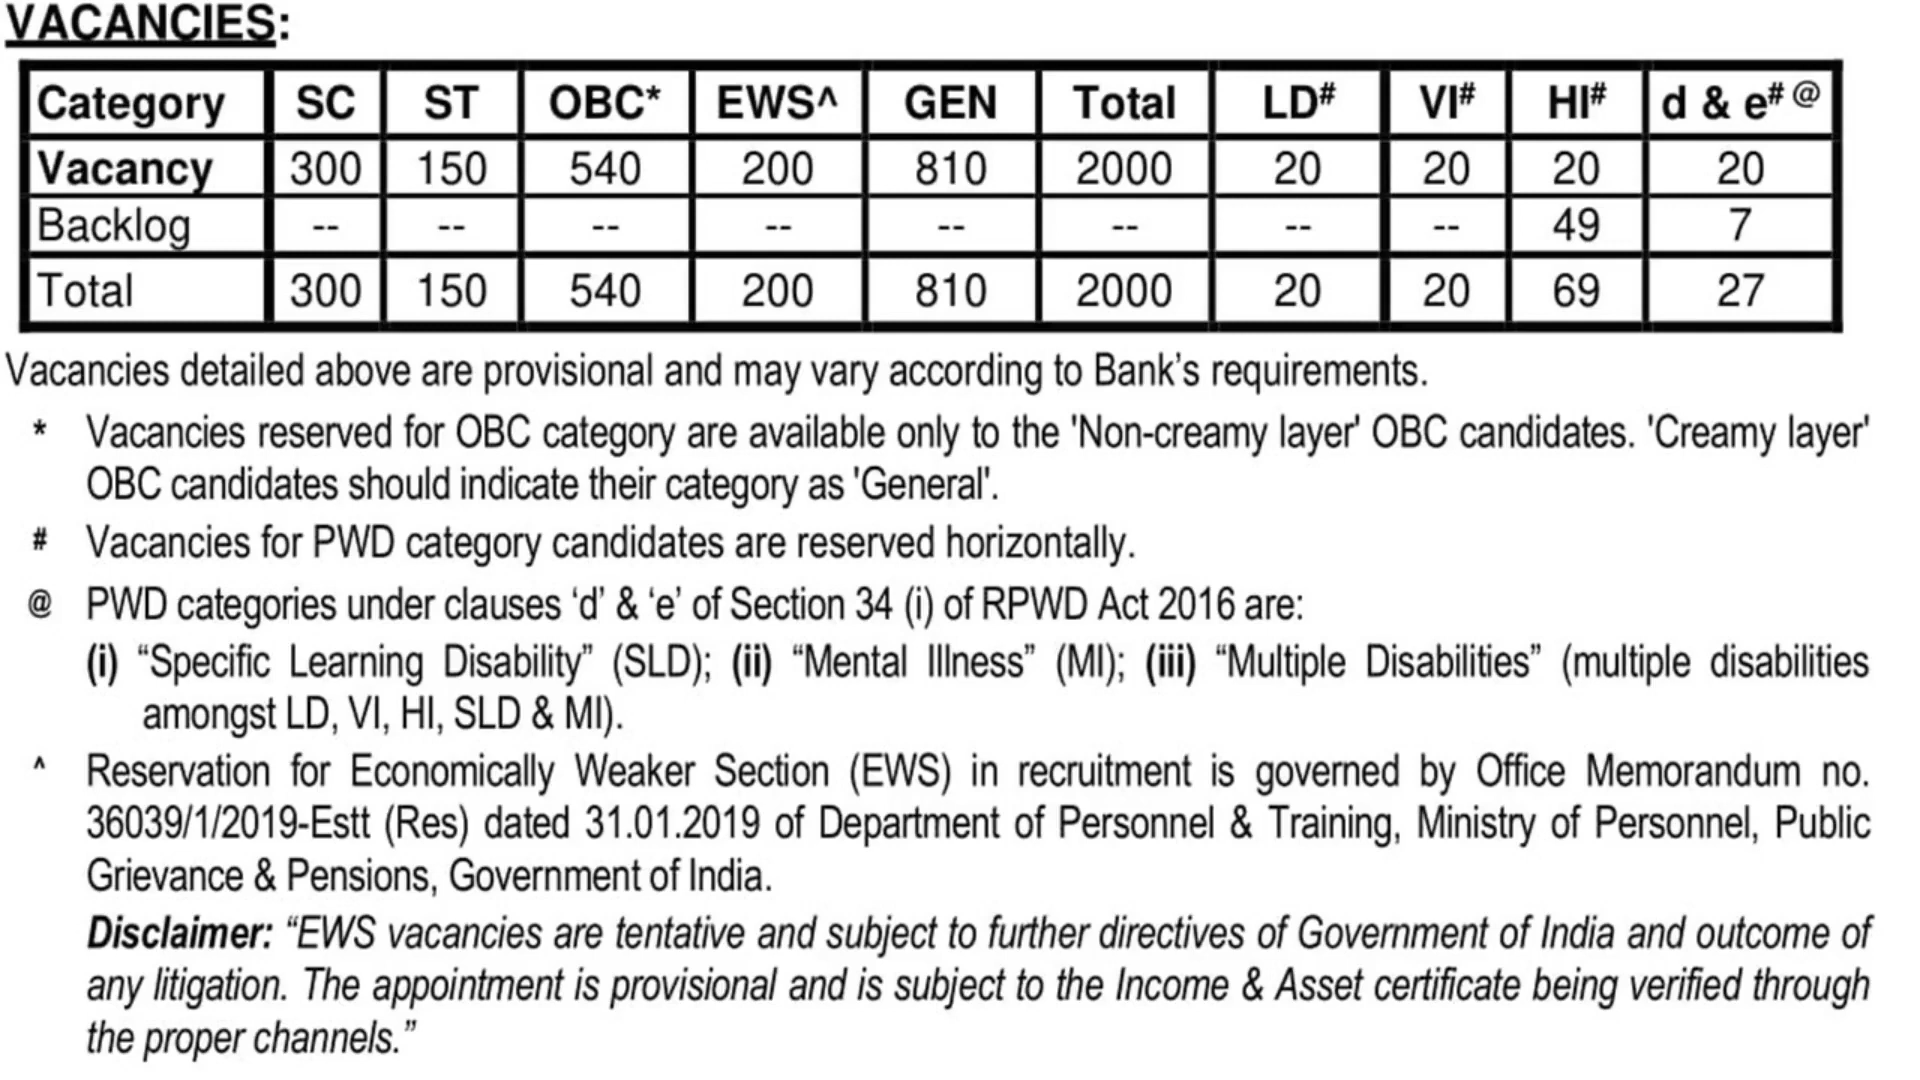 VACANCIES:
Category SC ST OBC* EWS^ GEN Total LD# VI# HI# d & e# @
Vacancy 300 150 540 200 810 2000 20 20 20 20
Backlog -- -- -- -- -- -- -- -- 49 7
Total 300 150 540 200 810 2000 20 20 69 27
Vacancies detailed above are provisional and may vary according to Bank’s requirements.
* Vacancies reserved for OBC category are available only to the 'Non-creamy layer' OBC candidates. 'Creamy layer'
OBC candidates should indicate their category as 'General'.
# Vacancies for PWD category candidates are reserved horizontally.
@ PWD categories under clauses ‘d’ & ‘e’ of Section 34 (i) of RPWD Act 2016 are:
(i) “Specific Learning Disability” (SLD); (ii) “Mental Illness” (MI); (iii) “Multiple Disabilities” (multiple disabilities
amongst LD, VI, HI, SLD & MI).
^ Reservation for Economically Weaker Section (EWS) in recruitment is governed by Office Memorandum no.
36039/1/2019-Estt (Res) dated 31.01.2019 of Department of Personnel & Training, Ministry of Personnel, Public
Grievance & Pensions, Government of India.
Disclaimer: “EWS vacancies are tentative and subject to further directives of Government of India and outcome of
any litigation. The appointment is provisional and is subject to the Income & Asset certificate being verified through
the proper channels.”